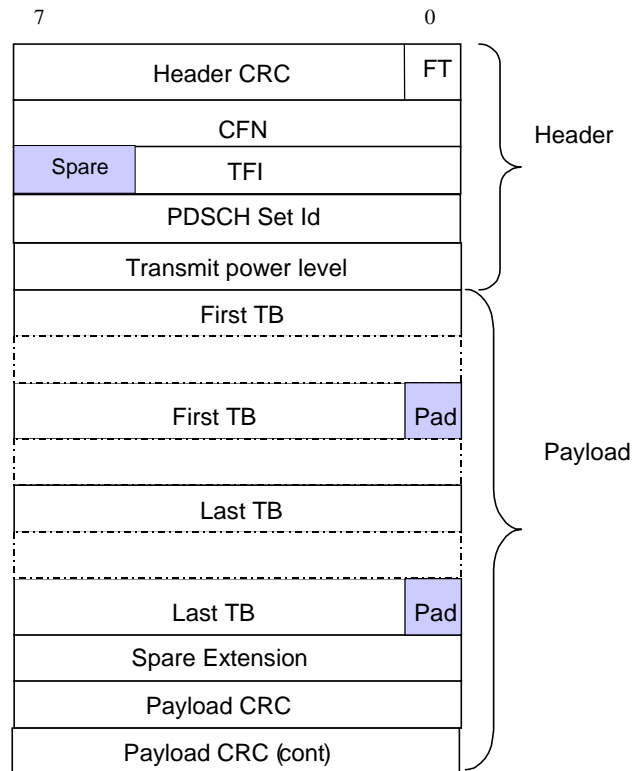 7 0
Header CRC FT
CFN
Header
Spare TFI
PDSCH Set Id
Transmit power level
First TB
First TB Pad
Payload
Last TB
Last TB Pad
Spare Extension
Payload CRC
Payload CRC (cont)